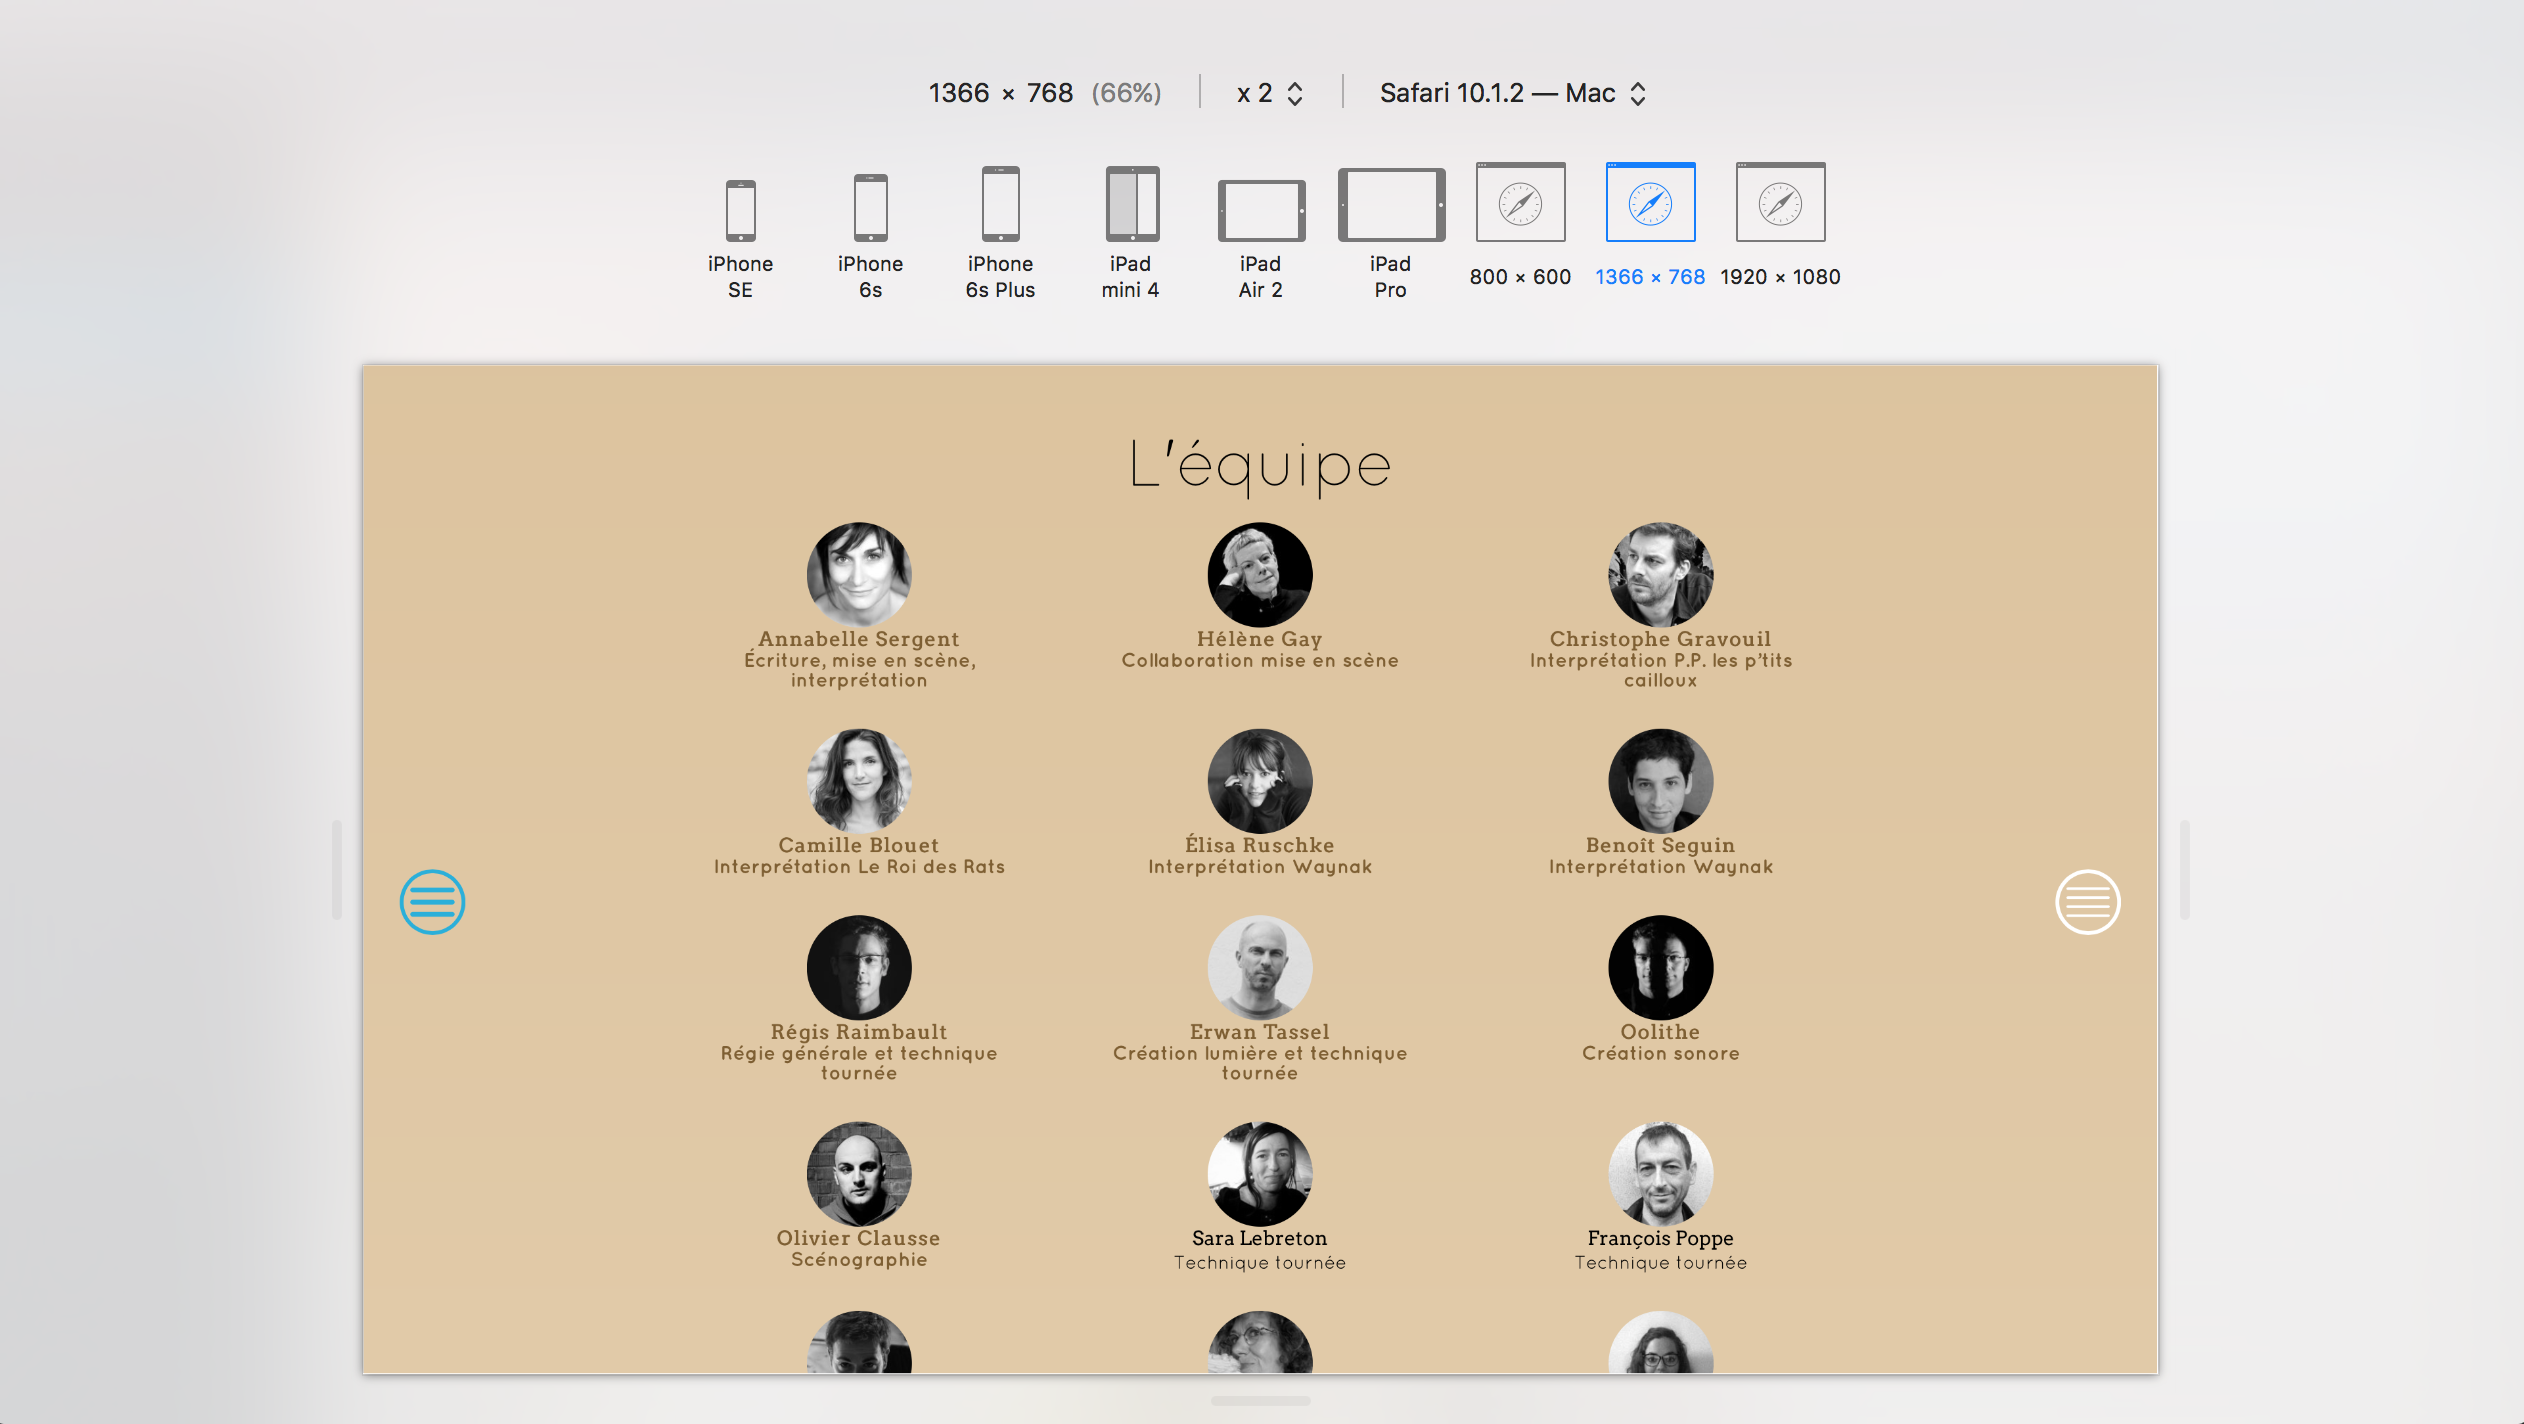 1366 × 768 (66%) x 2 Safari 10.1.2 — Mac
iPhone SE
iPhone 6s
iPhone 6s Plus
iPad mini 4
iPad Air 2
iPad Pro
800 × 600
1366 × 768
1920 × 1080
L'équipe
Annabelle Sergent
Écriture, mise en scène,
interprétation
Hélène Gay
Collaboration mise en scène
Christophe Gravouil
Interprétation P.P. les p'tits
cailloux
Camille Blouet
Interprétation Le Roi des Rats
Élisa Ruschke
Interprétation Waynak
Benoît Seguin
Interprétation Waynak
Régis Raimbault
Régie générale et technique
tournée
Erwan Tassel
Création lumière et technique
tournée
Oolithe
Création sonore
Olivier Clausse
Scénographie
Sara Lebreton
Technique tournée
François Poppe
Technique tournée